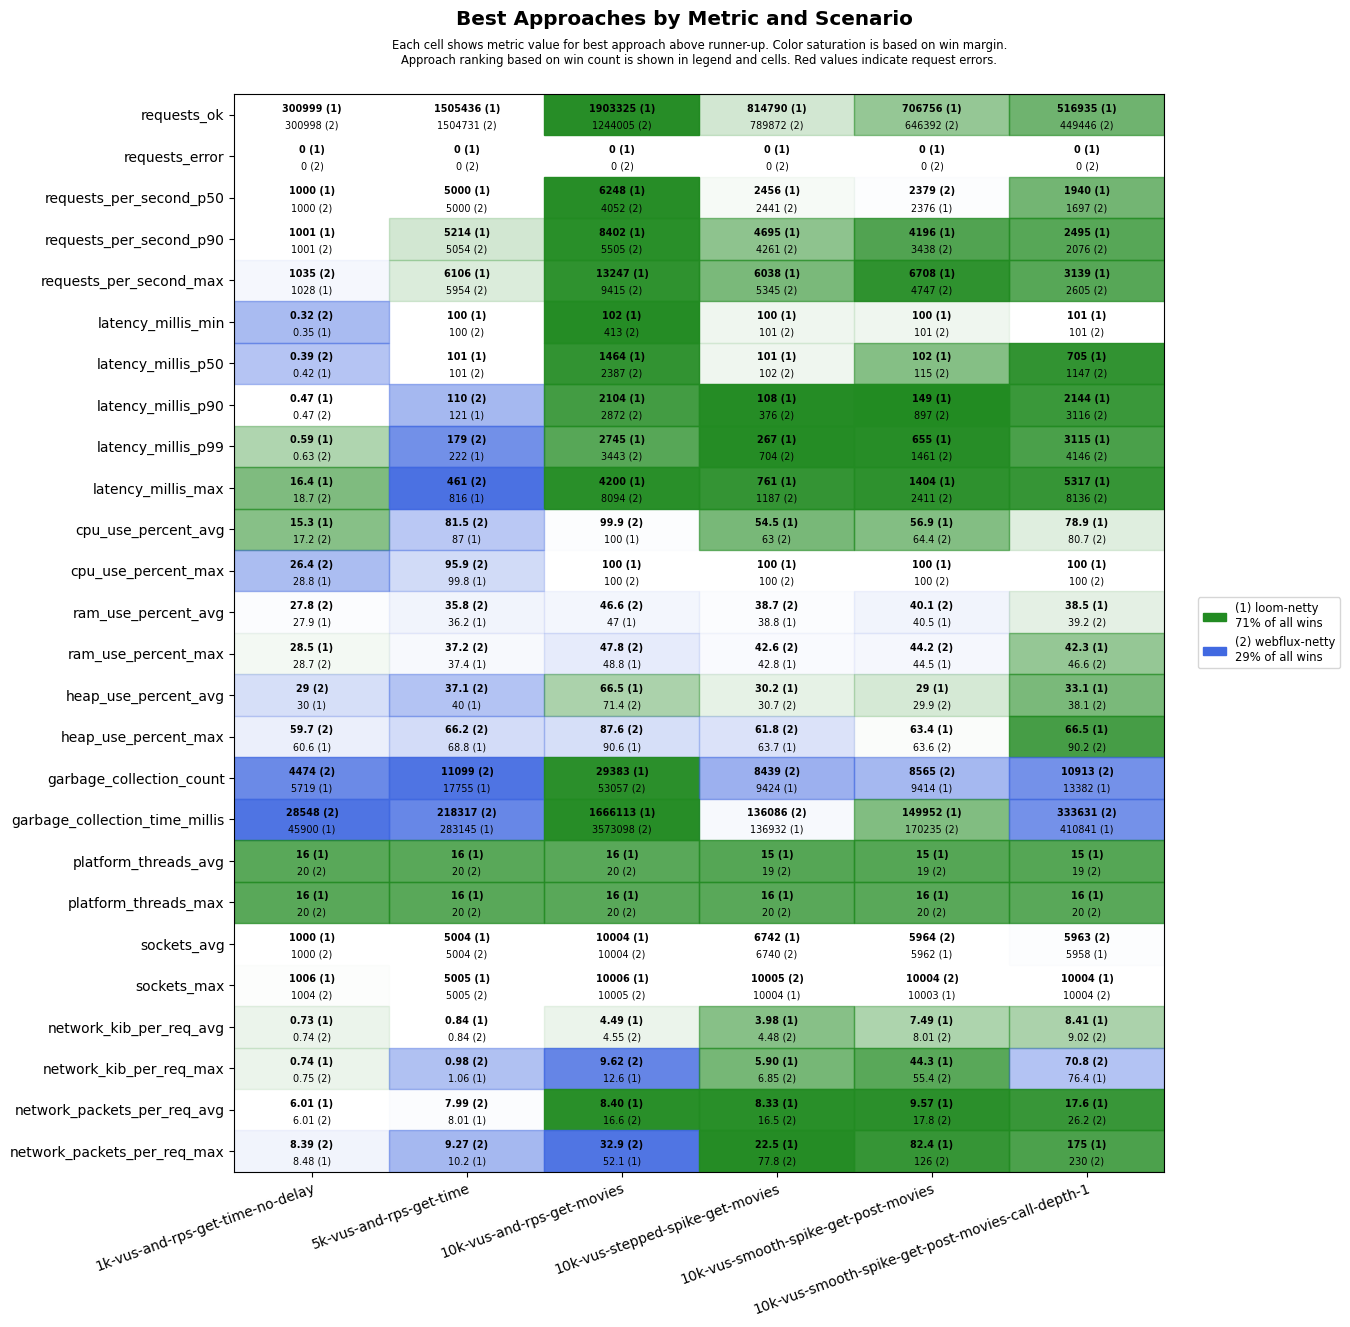 Best Approaches by Metric and Scenario
Each cell shows metric value for best approach above runner-up. Color saturation is based on win margin.
Approach ranking based on win count is shown in legend and cells. Red values indicate request errors.
requests_ok
300999 (1) 1505436 (1) 1903325 (1) 814790 (1) 706756 (1) 516935 (1)
300998 (2) 1504731 (2) 1244005 (2) 789872 (2) 646392 (2) 449446 (2)
requests_error
0 (1) 0 (1) 0 (1) 0 (1) 0 (1) 0 (1)
0 (2) 0 (2) 0 (2) 0 (2) 0 (2) 0 (2)
requests_per_second_p50
1000 (1) 5000 (1) 6248 (1) 2456 (1) 2379 (2) 1940 (1)
1000 (2) 5000 (2) 4052 (2) 2441 (2) 2376 (1) 1697 (2)
requests_per_second_p90
1001 (1) 5214 (1) 8402 (1) 4695 (1) 4196 (1) 2495 (1)
1001 (2) 5054 (2) 5505 (2) 4261 (2) 3438 (2) 2076 (2)
requests_per_second_max
1035 (2) 6106 (1) 13247 (1) 6038 (1) 6708 (1) 3139 (1)
1028 (1) 5954 (2) 9415 (2) 5345 (2) 4747 (2) 2605 (2)
latency_millis_min
0.32 (2) 100 (1) 102 (1) 100 (1) 100 (1) 101 (1)
0.35 (1) 100 (2) 413 (2) 101 (2) 101 (2) 101 (2)
latency_millis_p50
0.39 (2) 101 (1) 1464 (1) 101 (1) 102 (1) 705 (1)
0.42 (1) 101 (2) 2387 (2) 102 (2) 115 (2) 1147 (2)
latency_millis_p90
0.47 (1) 110 (2) 2104 (1) 108 (1) 149 (1) 2144 (1)
0.47 (2) 121 (1) 2872 (2) 376 (2) 897 (2) 3116 (2)
latency_millis_p99
0.59 (1) 179 (2) 2745 (1) 267 (1) 655 (1) 3115 (1)
0.63 (2) 222 (1) 3443 (2) 704 (2) 1461 (2) 4146 (2)
latency_millis_max
16.4 (1) 461 (2) 4200 (1) 761 (1) 1404 (1) 5317 (1)
18.7 (2) 816 (1) 8094 (2) 1187 (2) 2411 (2) 8136 (2)
cpu_use_percent_avg
15.3 (1) 81.5 (2) 99.9 (2) 54.5 (1) 56.9 (1) 78.9 (1)
17.2 (2) 87 (1) 100 (1) 63 (2) 64.4 (2) 80.7 (2)
cpu_use_percent_max
26.4 (2) 95.9 (2) 100 (1) 100 (1) 100 (1) 100 (1)
28.8 (1) 99.8 (1) 100 (2) 100 (2) 100 (2) 100 (2)
ram_use_percent_avg
27.8 (2) 35.8 (2) 46.6 (2) 38.7 (2) 40.1 (2) 38.5 (1)
27.9 (1) 36.2 (1) 47 (1) 38.8 (1) 40.5 (1) 39.2 (2)
ram_use_percent_max
28.5 (1) 37.2 (2) 47.8 (2) 42.6 (2) 44.2 (2) 42.3 (1)
28.7 (2) 37.4 (1) 48.8 (1) 42.8 (1) 44.5 (1) 46.6 (2)
heap_use_percent_avg
29 (2) 37.1 (2) 66.5 (1) 30.2 (1) 29 (1) 33.1 (1)
30 (1) 40 (1) 71.4 (2) 30.7 (2) 29.9 (2) 38.1 (2)
heap_use_percent_max
59.7 (2) 66.2 (2) 87.6 (2) 61.8 (2) 63.4 (1) 66.5 (1)
60.6 (1) 68.8 (1) 90.6 (1) 63.7 (1) 63.6 (2) 90.2 (2)
garbage_collection_count
4474 (2) 11099 (2) 29383 (1) 8439 (2) 8565 (2) 10913 (2)
5719 (1) 17755 (1) 53057 (2) 9424 (1) 9414 (1) 13382 (1)
garbage_collection_time_millis
28548 (2) 218317 (2) 1666113 (1) 136086 (2) 149952 (1) 333631 (2)
45900 (1) 283145 (1) 3573098 (2) 136932 (1) 170235 (2) 410841 (1)
platform_threads_avg
16 (1) 16 (1) 16 (1) 15 (1) 15 (1) 15 (1)
20 (2) 20 (2) 20 (2) 19 (2) 19 (2) 19 (2)
platform_threads_max
16 (1) 16 (1) 16 (1) 16 (1) 16 (1) 16 (1)
20 (2) 20 (2) 20 (2) 20 (2) 20 (2) 20 (2)
sockets_avg
1000 (1) 5004 (1) 10004 (1) 6742 (1) 5964 (2) 5963 (2)
1000 (2) 5004 (2) 10004 (2) 6740 (2) 5962 (1) 5958 (1)
sockets_max
1006 (1) 5005 (1) 10006 (1) 10005 (2) 10004 (2) 10004 (1)
1004 (2) 5005 (2) 10005 (2) 10004 (1) 10003 (1) 10004 (2)
network_kib_per_req_avg
0.73 (1) 0.84 (1) 4.49 (1) 3.98 (1) 7.49 (1) 8.41 (1)
0.74 (2) 0.84 (2) 4.55 (2) 4.48 (2) 8.01 (2) 9.02 (2)
network_kib_per_req_max
0.74 (1) 0.98 (2) 9.62 (2) 5.90 (1) 44.3 (1) 70.8 (2)
0.75 (2) 1.06 (1) 12.6 (1) 6.85 (2) 55.4 (2) 76.4 (1)
network_packets_per_req_avg
6.01 (1) 7.99 (2) 8.40 (1) 8.33 (1) 9.57 (1) 17.6 (1)
6.01 (2) 8.01 (1) 16.6 (2) 16.5 (2) 17.8 (2) 26.2 (2)
network_packets_per_req_max
8.39 (2) 9.27 (2) 32.9 (2) 22.5 (1) 82.4 (1) 175 (1)
8.48 (1) 10.2 (1) 52.1 (1) 77.8 (2) 126 (2) 230 (2)
1k-vus-and-rps-get-time-no-delay
5k-vus-and-rps-get-time
10k-vus-and-rps-get-movies
10k-vus-stepped-spike-get-movies
10k-vus-smooth-spike-get-post-movies
10k-vus-smooth-spike-get-post-movies-call-depth-1
(1) loom-netty
71% of all wins
(2) webflux-netty
29% of all wins